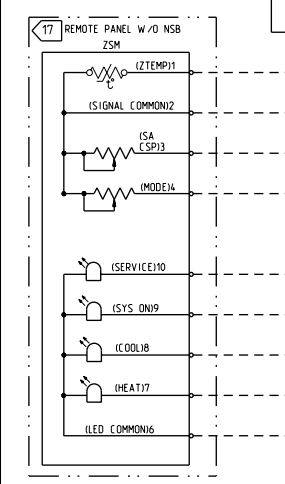 17 REMOTE PANEL W/O NSB
ZSM
(ZTEMP)1
t°
(SIGNAL COMMON)2
(SA
CSP)3
(MODE)4
(SERVICE)10
(SYS ON)9
(COOL)8
(HEAT)7
(LED COMMON)6